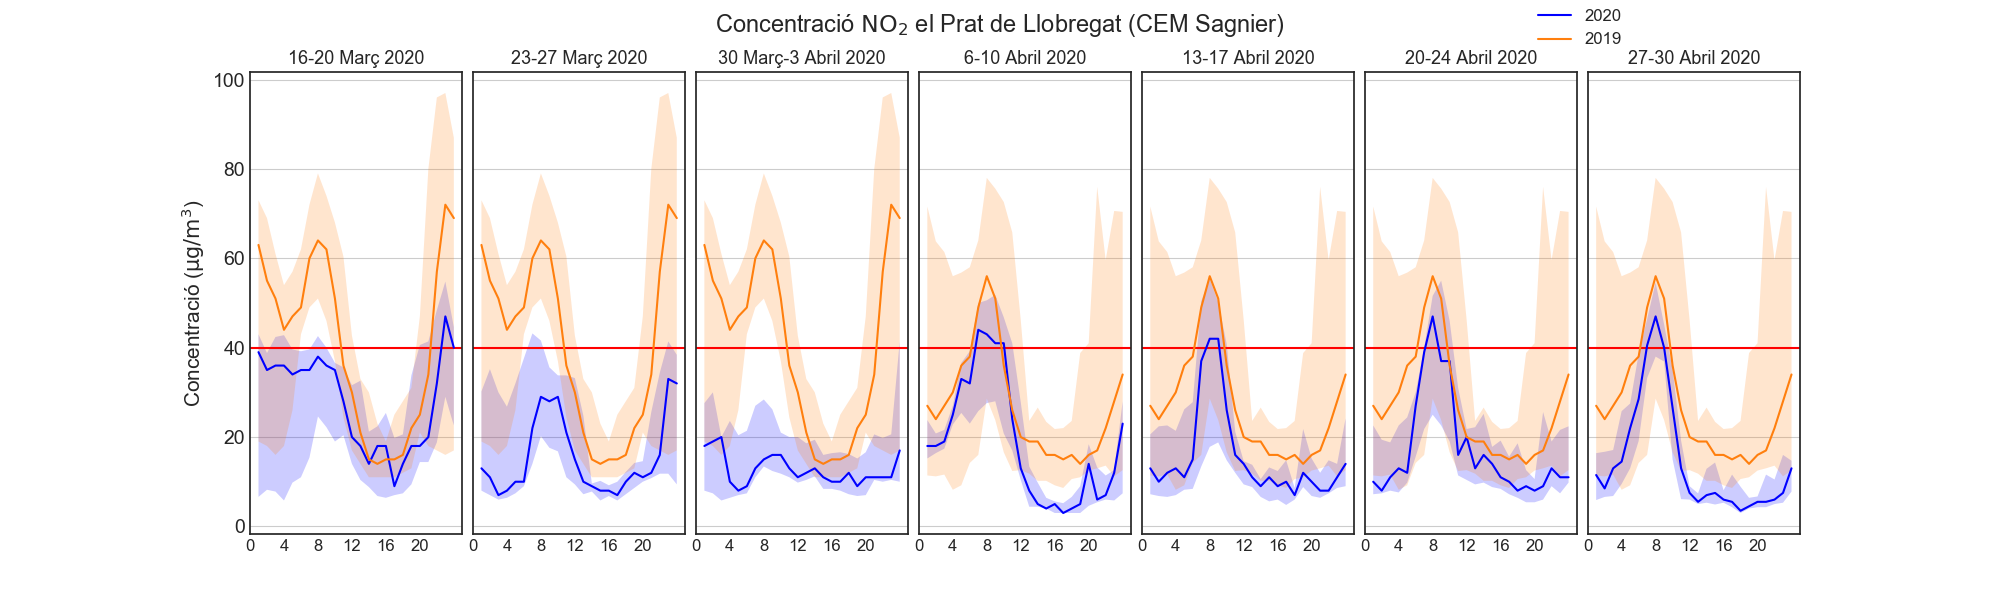 Concentració NO₂ el Prat de Llobregat (CEM Sagnier)
2020
2019
16-20 Març 2020
23-27 Març 2020
30 Març-3 Abril 2020
6-10 Abril 2020
13-17 Abril 2020
20-24 Abril 2020
27-30 Abril 2020
Concentració (µg/m³)
100
80
60
40
20
0
0 4 8 12 16 20
0 4 8 12 16 20
0 4 8 12 16 20
0 4 8 12 16 20
0 4 8 12 16 20
0 4 8 12 16 20
0 4 8 12 16 20